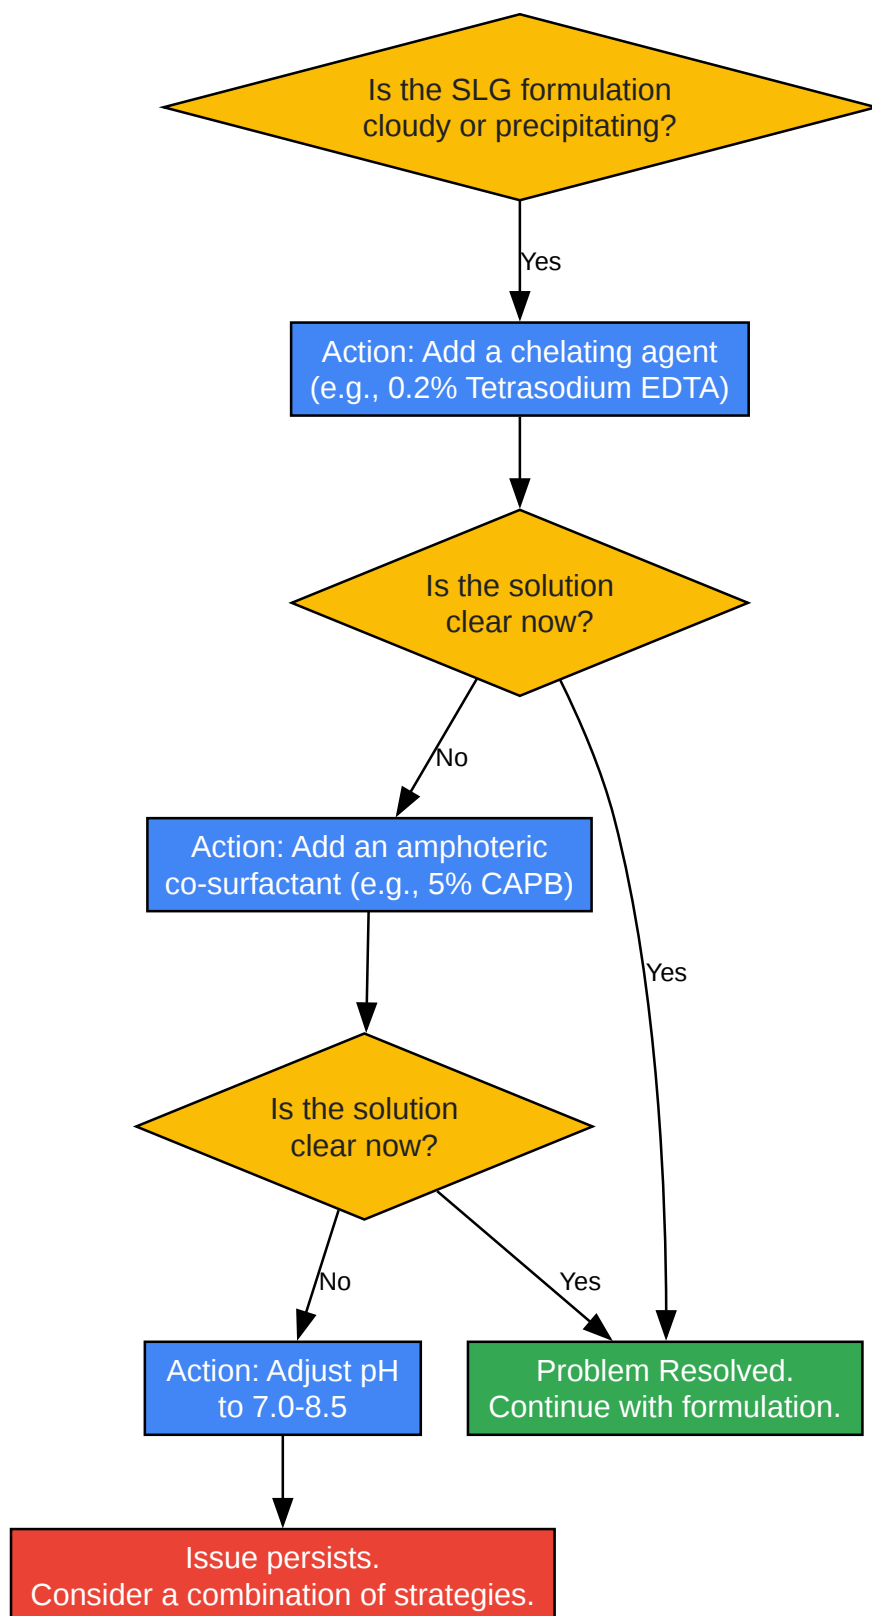 Is the SLG formulation
cloudy or precipitating?
Yes
Action: Add a chelating agent
(e.g., 0.2% Tetrasodium EDTA)
Is the solution
clear now?
No
Action: Add an amphoteric
co-surfactant (e.g., 5% CAPB)
Yes
Is the solution
clear now?
No
Yes
Action: Adjust pH
to 7.0-8.5
Problem Resolved.
Continue with formulation.
Issue persists.
Consider a combination of strategies.